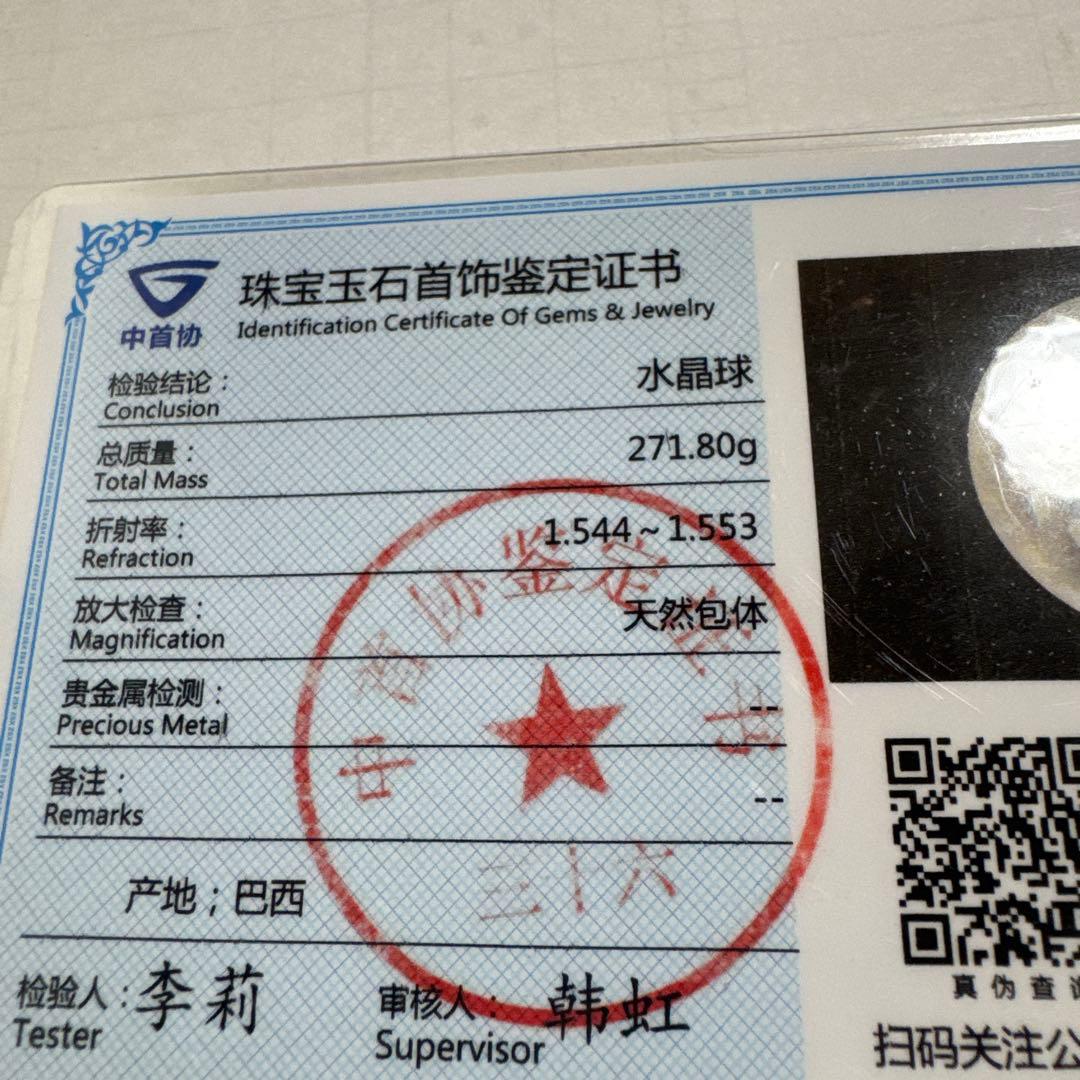 中首协
珠宝玉石首饰鉴定证书
Identification Certificate Of Gems & Jewelry
检验结论：水晶球
Conclusion
总质量：271.80g
Total Mass
折射率：1.544～1.553
Refraction
放大检查：天然包体
Magnification
贵金属检测：--
Precious Metal
备注：--
Remarks
产地；巴西
检验人：李莉
Tester
审核人：韩虹
Supervisor
三十六
真伪查询
扫码关注公